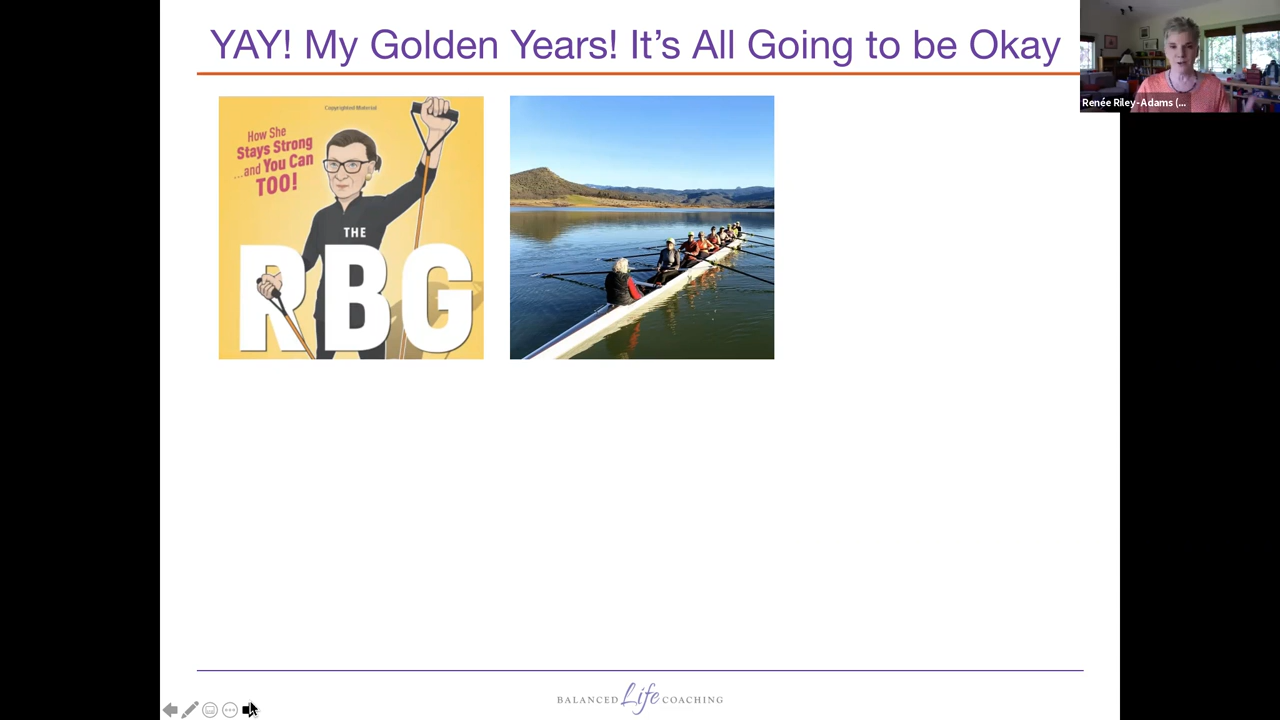 YAY! My Golden Years! It's All Going to be Okay
Renée Riley-Adams (...
Copyrighted Material
How She
Stays Strong
...and You Can
TOO!
THE
RBG
BALANCED Life COACHING